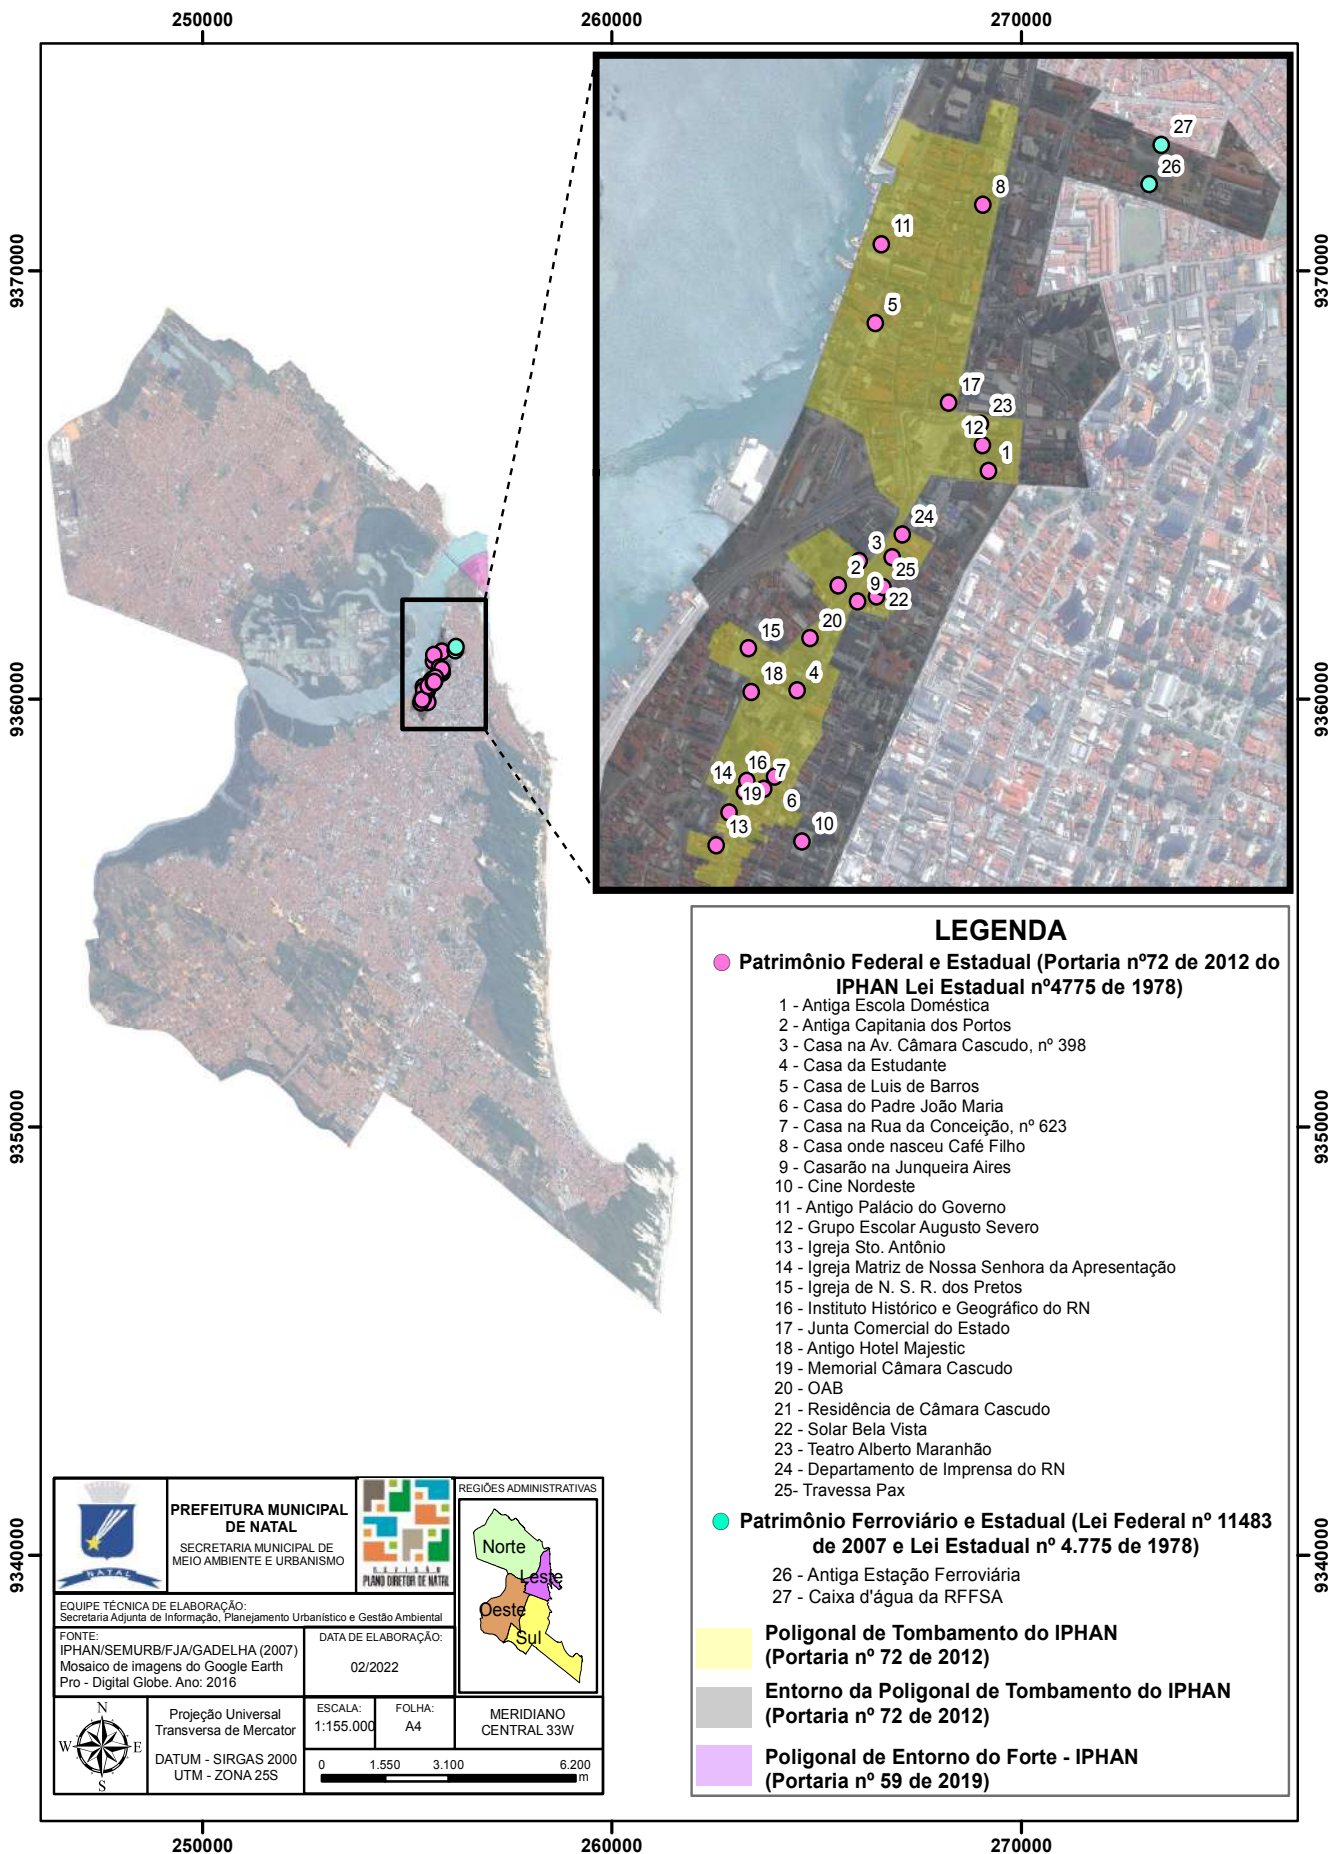 250000
260000
270000
9370000
9370000
9360000
9360000
9350000
9350000
9340000
9340000
27
26
8
11
5
17
23
12
1
24
3
25
2
9
22
20
15
18
4
16
7
14
19
6
13
10
LEGENDA
Patrimônio Federal e Estadual (Portaria nº72 de 2012 do
IPHAN Lei Estadual nº4775 de 1978)
1 - Antiga Escola Doméstica
2 - Antiga Capitania dos Portos
3 - Casa na Av. Câmara Cascudo, nº 398
4 - Casa da Estudante
5 - Casa de Luis de Barros
6 - Casa do Padre João Maria
7 - Casa na Rua da Conceição, nº 623
8 - Casa onde nasceu Café Filho
9 - Casarão na Junqueira Aires
10 - Cine Nordeste
11 - Antigo Palácio do Governo
12 - Grupo Escolar Augusto Severo
13 - Igreja Sto. Antônio
14 - Igreja Matriz de Nossa Senhora da Apresentação
15 - Igreja de N. S. R. dos Pretos
16 - Instituto Histórico e Geográfico do RN
17 - Junta Comercial do Estado
18 - Antigo Hotel Majestic
19 - Memorial Câmara Cascudo
20 - OAB
21 - Residência de Câmara Cascudo
22 - Solar Bela Vista
23 - Teatro Alberto Maranhão
24 - Departamento de Imprensa do RN
25- Travessa Pax
Patrimônio Ferroviário e Estadual (Lei Federal nº 11483
de 2007 e Lei Estadual nº 4.775 de 1978)
26 - Antiga Estação Ferroviária
27 - Caixa d'água da RFFSA
Poligonal de Tombamento do IPHAN
(Portaria nº 72 de 2012)
Entorno da Poligonal de Tombamento do IPHAN
(Portaria nº 72 de 2012)
Poligonal de Entorno do Forte - IPHAN
(Portaria nº 59 de 2019)
NATAL
PREFEITURA MUNICIPAL
DE NATAL
SECRETARIA MUNICIPAL DE
MEIO AMBIENTE E URBANISMO
REVISÃO
PLANO DIRETOR DE NATAL
REGIÕES ADMINISTRATIVAS
Norte
Leste
Oeste
Sul
EQUIPE TÉCNICA DE ELABORAÇÃO:
Secretaria Adjunta de Informação, Planejamento Urbanístico e Gestão Ambiental
FONTE:
IPHAN/SEMURB/FJA/GADELHA (2007)
Mosaico de imagens do Google Earth
Pro - Digital Globe. Ano: 2016
DATA DE ELABORAÇÃO:
02/2022
N
W
E
S
Projeção Universal
Transversa de Mercator
DATUM - SIRGAS 2000
UTM - ZONA 25S
ESCALA:
1:155.000
FOLHA:
A4
MERIDIANO
CENTRAL 33W
0 1.550 3.100 6.200
m
250000
260000
270000